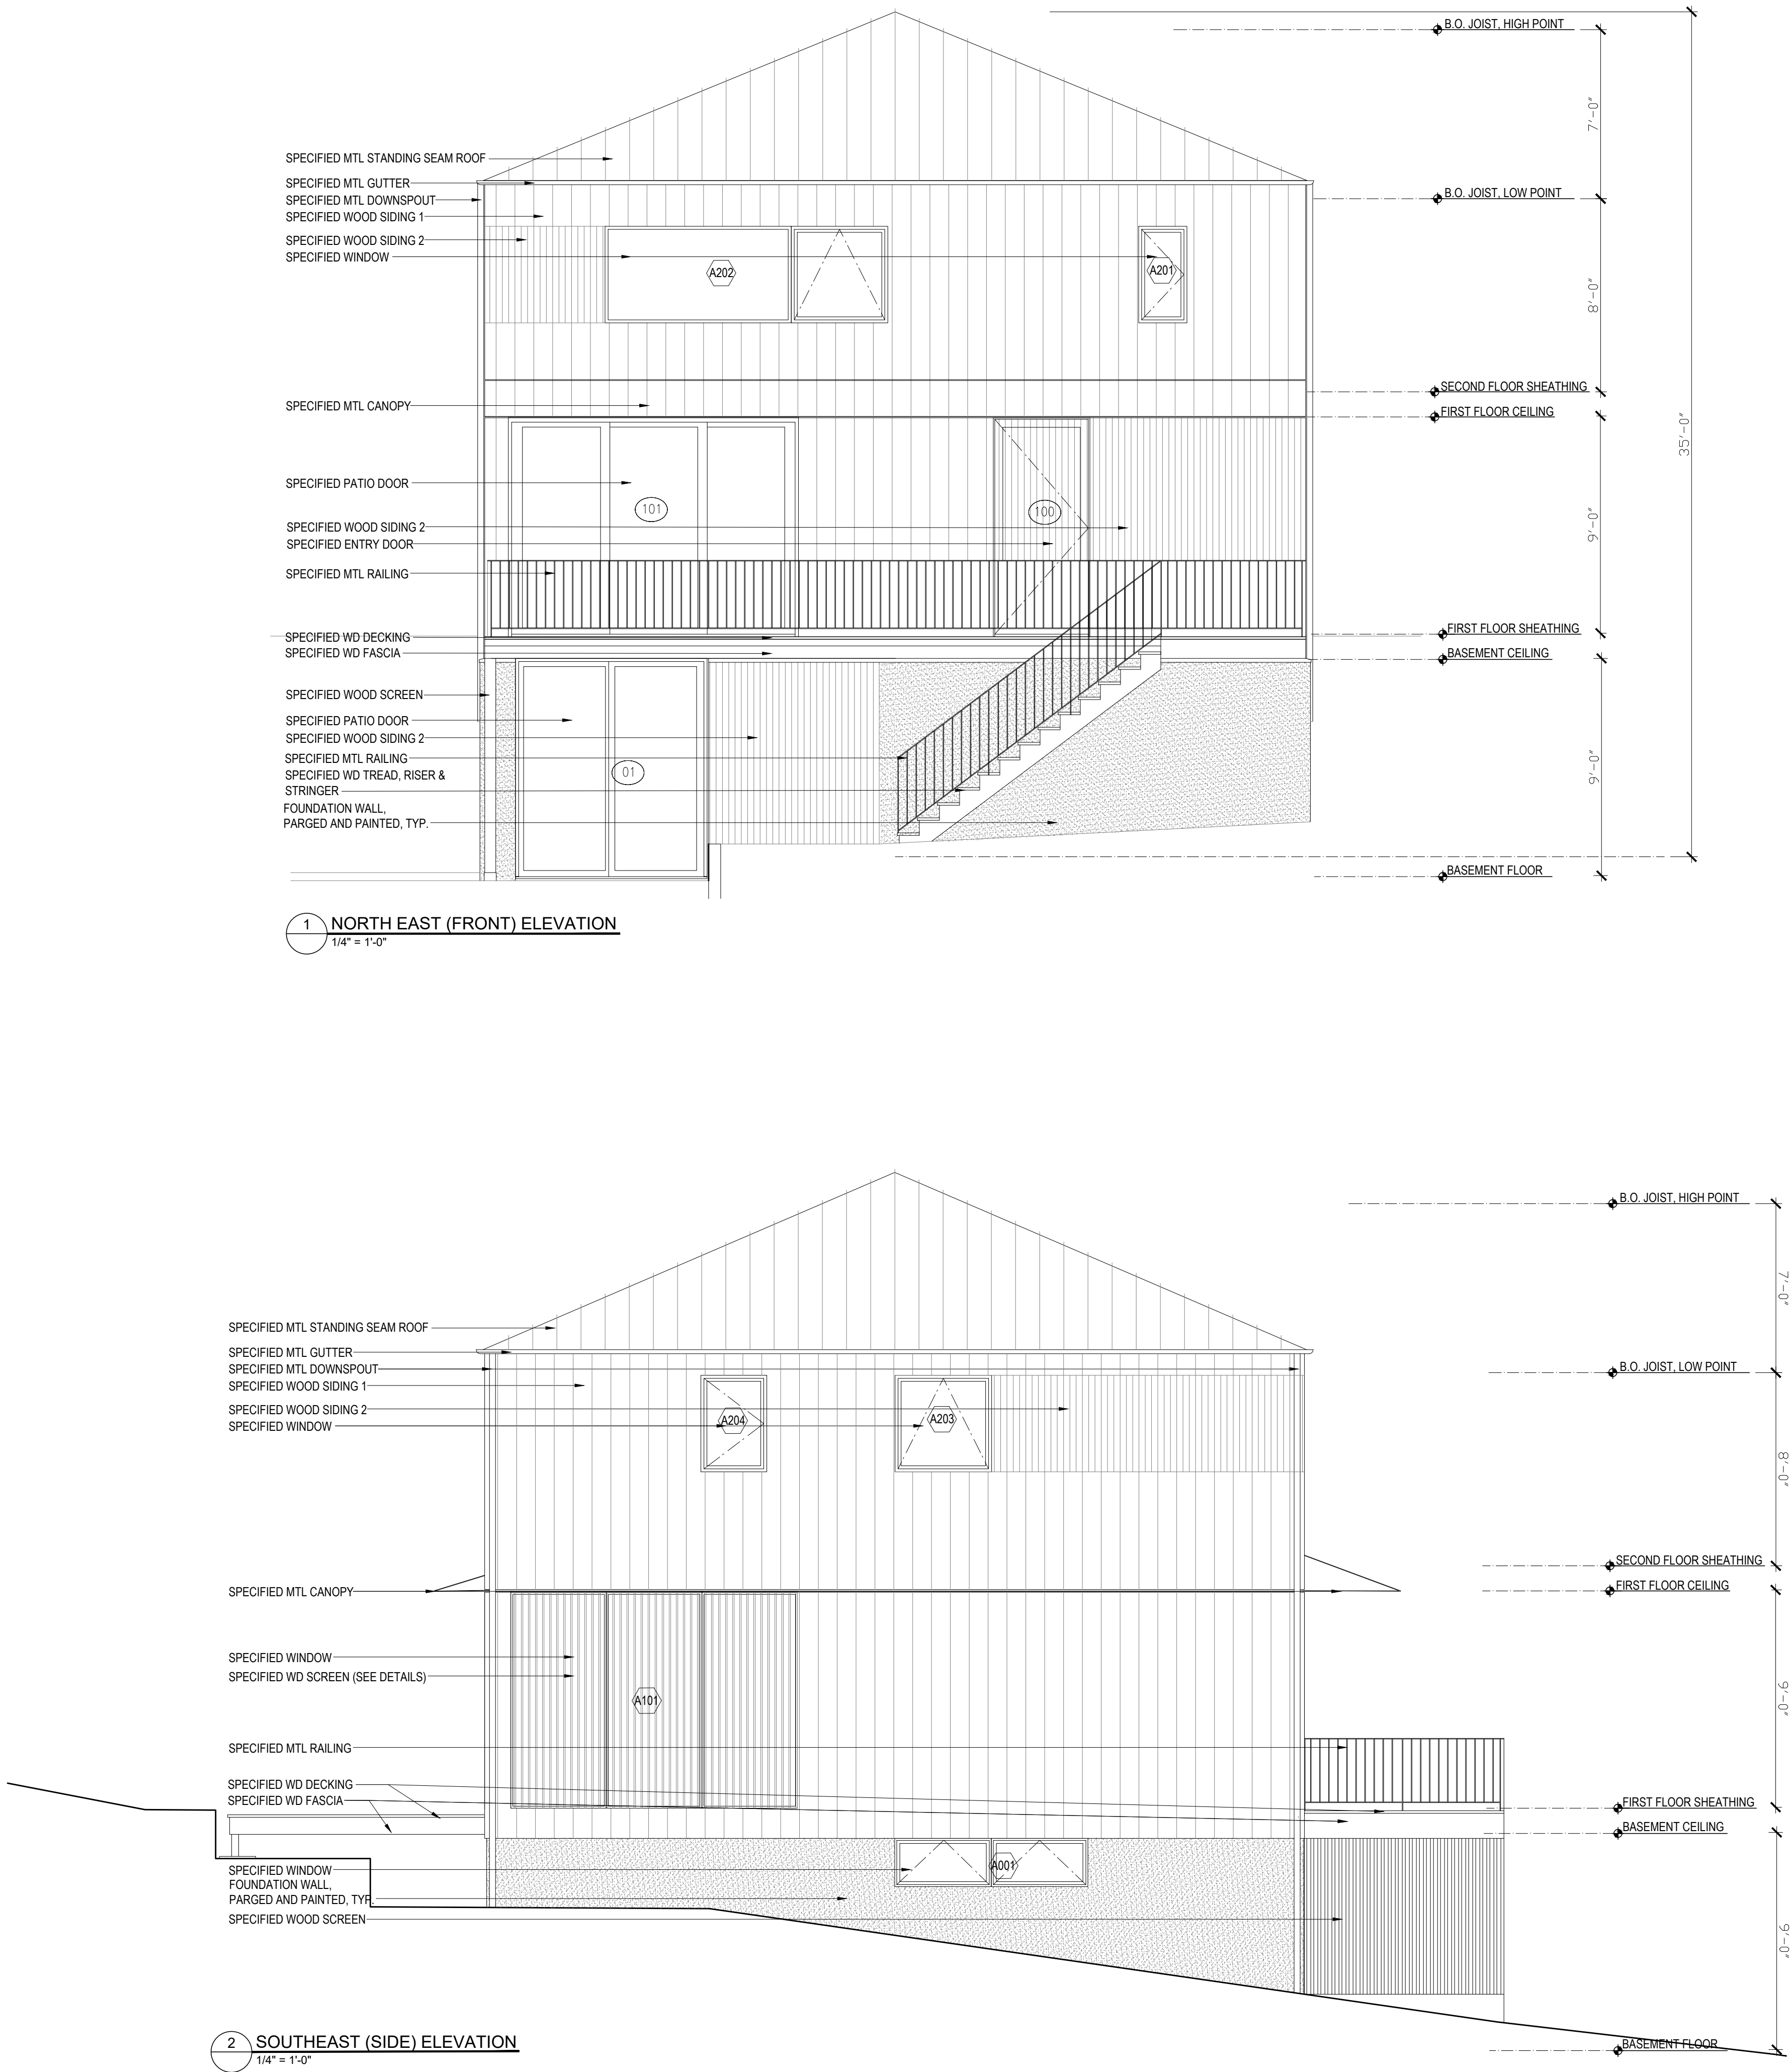 B.O. JOIST, HIGH POINT
7'-0"
SPECIFIED MTL STANDING SEAM ROOF
SPECIFIED MTL GUTTER
SPECIFIED MTL DOWNSPOUT
B.O. JOIST, LOW POINT
SPECIFIED WOOD SIDING 1
SPECIFIED WOOD SIDING 2
SPECIFIED WINDOW
A202
A201
8'-0"
SECOND FLOOR SHEATHING
SPECIFIED MTL CANOPY
FIRST FLOOR CEILING
35'-0"
SPECIFIED PATIO DOOR
101
100
SPECIFIED WOOD SIDING 2
9'-0"
SPECIFIED ENTRY DOOR
SPECIFIED MTL RAILING
FIRST FLOOR SHEATHING
SPECIFIED WD DECKING
SPECIFIED WD FASCIA
BASEMENT CEILING
SPECIFIED WOOD SCREEN
SPECIFIED PATIO DOOR
SPECIFIED WOOD SIDING 2
SPECIFIED MTL RAILING
01
9'-0"
SPECIFIED WD TREAD, RISER &
STRINGER
FOUNDATION WALL,
PARGED AND PAINTED, TYP.
BASEMENT FLOOR
1
NORTH EAST (FRONT) ELEVATION
1/4" = 1'-0"
B.O. JOIST, HIGH POINT
7'-0"
SPECIFIED MTL STANDING SEAM ROOF
SPECIFIED MTL GUTTER
SPECIFIED MTL DOWNSPOUT
B.O. JOIST, LOW POINT
SPECIFIED WOOD SIDING 1
SPECIFIED WOOD SIDING 2
SPECIFIED WINDOW
A204
A203
8'-0"
SECOND FLOOR SHEATHING
SPECIFIED MTL CANOPY
FIRST FLOOR CEILING
SPECIFIED WINDOW
SPECIFIED WD SCREEN (SEE DETAILS)
A101
9'-0"
SPECIFIED MTL RAILING
SPECIFIED WD DECKING
SPECIFIED WD FASCIA
FIRST FLOOR SHEATHING
BASEMENT CEILING
SPECIFIED WINDOW
A001
FOUNDATION WALL,
PARGED AND PAINTED, TYP.
SPECIFIED WOOD SCREEN
9'-0"
BASEMENT FLOOR
2
SOUTHEAST (SIDE) ELEVATION
1/4" = 1'-0"